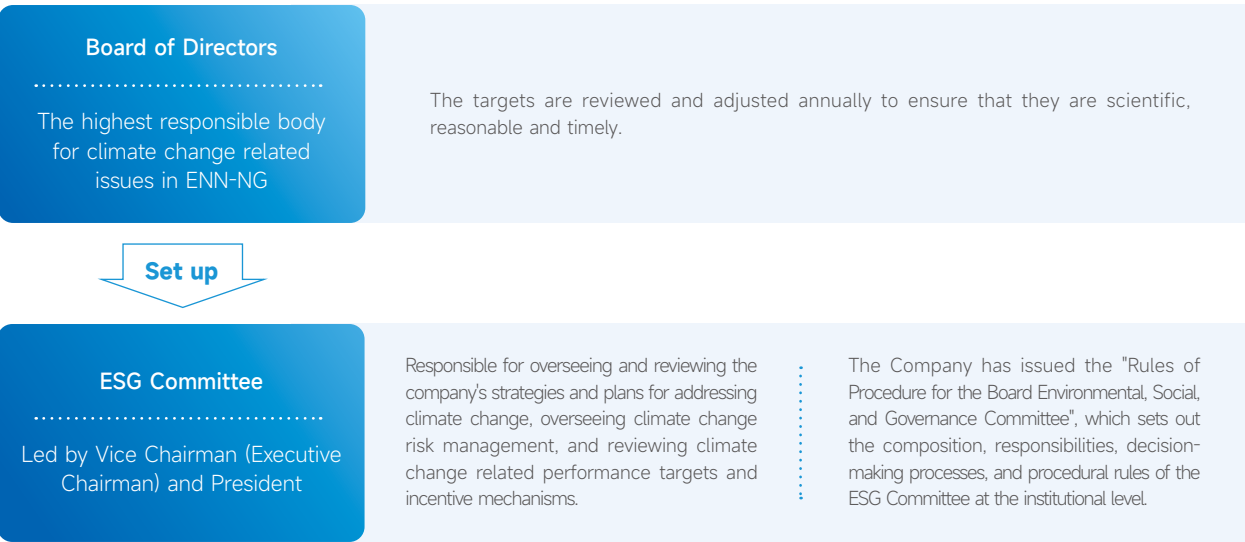 Board of Directors
The highest responsible body
for climate change related
issues in ENN-NG
The targets are reviewed and adjusted annually to ensure that they are scientific,
reasonable and timely.
Set up
ESG Committee
Led by Vice Chairman (Executive
Chairman) and President
Responsible for overseeing and reviewing the
company's strategies and plans for addressing
climate change, overseeing climate change
risk management, and reviewing climate
change related performance targets and
incentive mechanisms.
The Company has issued the "Rules of
Procedure for the Board Environmental, Social,
and Governance Committee", which sets out
the composition, responsibilities, decision-
making processes, and procedural rules of the
ESG Committee at the institutional level.